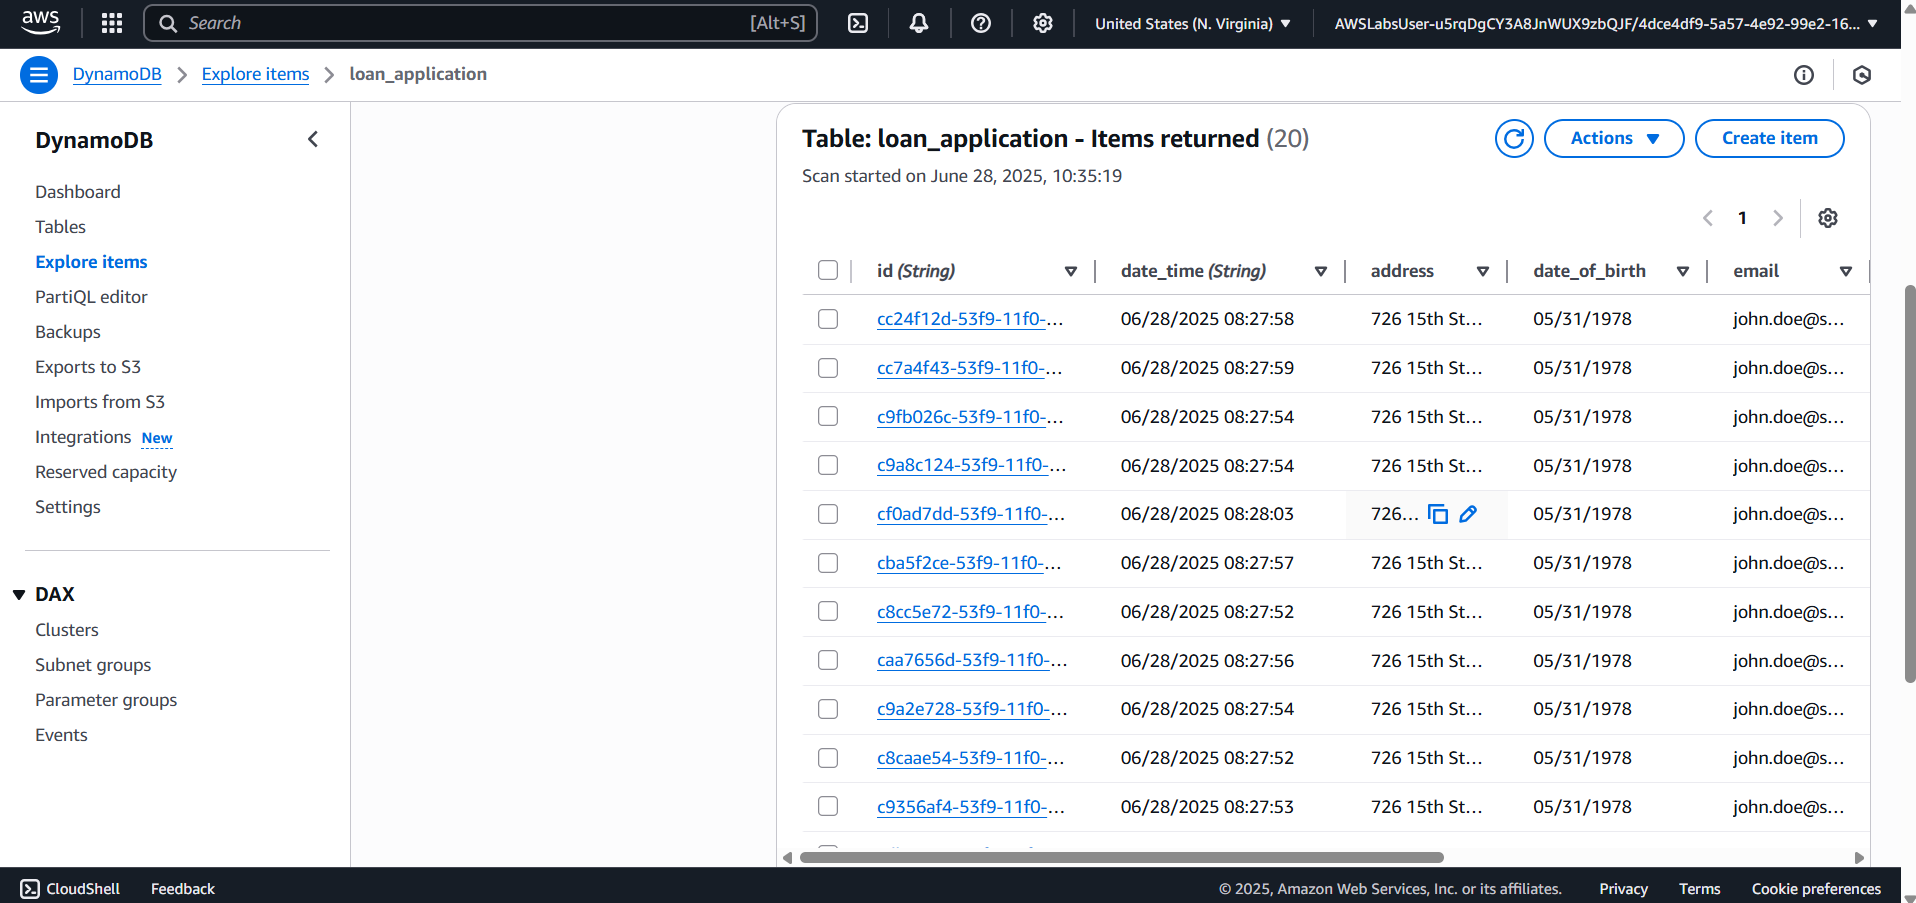 aws
Search [Alt+S]
United States (N. Virginia)
AWSLabsUser-u5rqDgCY3A8JnWUX9zbQJF/4dce4df9-5a57-4e92-99e2-16...
DynamoDB
Explore items
loan_application
DynamoDB
Dashboard
Tables
Explore items
PartiQL editor
Backups
Exports to S3
Imports from S3
Integrations New
Reserved capacity
Settings
DAX
Clusters
Subnet groups
Parameter groups
Events
Table: loan_application - Items returned (20)
Scan started on June 28, 2025, 10:35:19
Actions
Create item
1
id (String) date_time (String) address date_of_birth email
cc24f12d-53f9-11f0-... 06/28/2025 08:27:58 726 15th St... 05/31/1978 john.doe@s...
cc7a4f43-53f9-11f0-... 06/28/2025 08:27:59 726 15th St... 05/31/1978 john.doe@s...
c9fb026c-53f9-11f0-... 06/28/2025 08:27:54 726 15th St... 05/31/1978 john.doe@s...
c9a8c124-53f9-11f0-... 06/28/2025 08:27:54 726 15th St... 05/31/1978 john.doe@s...
cf0ad7dd-53f9-11f0-... 06/28/2025 08:28:03 726... 05/31/1978 john.doe@s...
cba5f2ce-53f9-11f0-... 06/28/2025 08:27:57 726 15th St... 05/31/1978 john.doe@s...
c8cc5e72-53f9-11f0-... 06/28/2025 08:27:52 726 15th St... 05/31/1978 john.doe@s...
caa7656d-53f9-11f0-... 06/28/2025 08:27:56 726 15th St... 05/31/1978 john.doe@s...
c9a2e728-53f9-11f0-... 06/28/2025 08:27:54 726 15th St... 05/31/1978 john.doe@s...
c8caae54-53f9-11f0-... 06/28/2025 08:27:52 726 15th St... 05/31/1978 john.doe@s...
c9356af4-53f9-11f0-... 06/28/2025 08:27:53 726 15th St... 05/31/1978 john.doe@s...
CloudShell
Feedback
© 2025, Amazon Web Services, Inc. or its affiliates.
Privacy
Terms
Cookie preferences